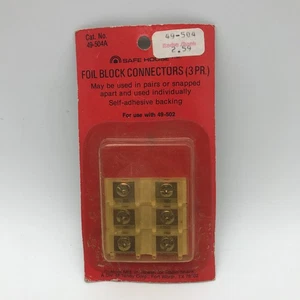 Cat. No.
49-504A
49-504
2.59
SAFE HOUSE
FOIL BLOCK CONNECTORS (3 PR.)
May be used in pairs or snapped
apart and used individually
Self-adhesive backing
For use with 49-502